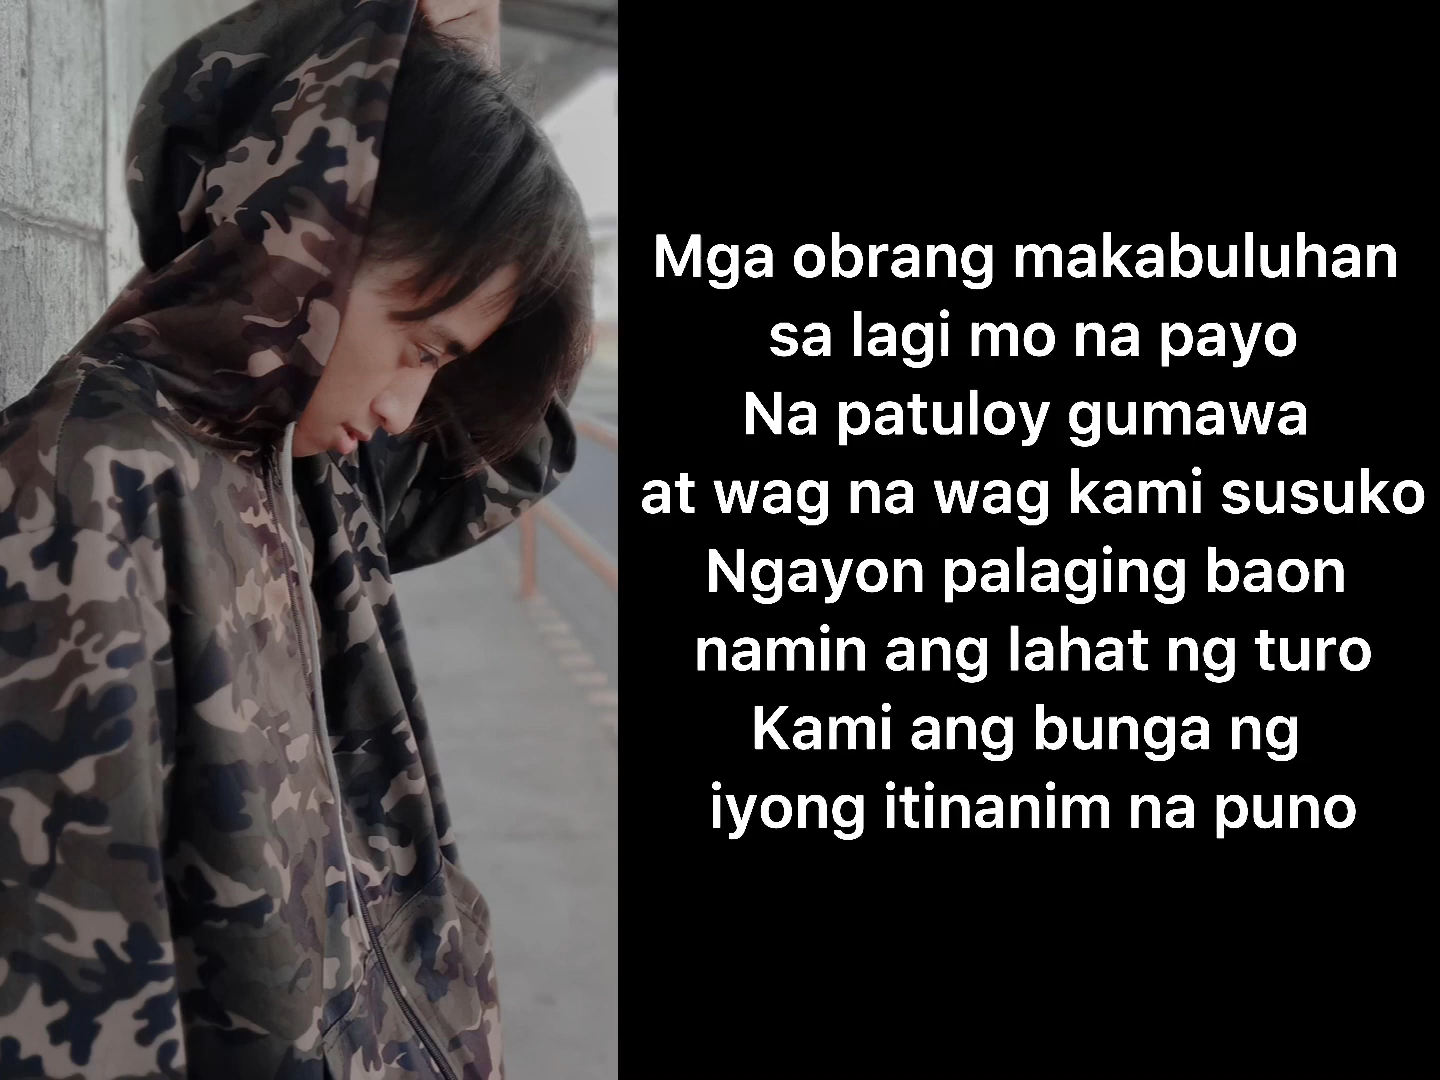 Mga obrang makabuluhan
sa lagi mo na payo
Na patuloy gumawa
at wag na wag kami susuko
Ngayon palaging baon
namin ang lahat ng turo
Kami ang bunga ng
iyong itinanim na puno